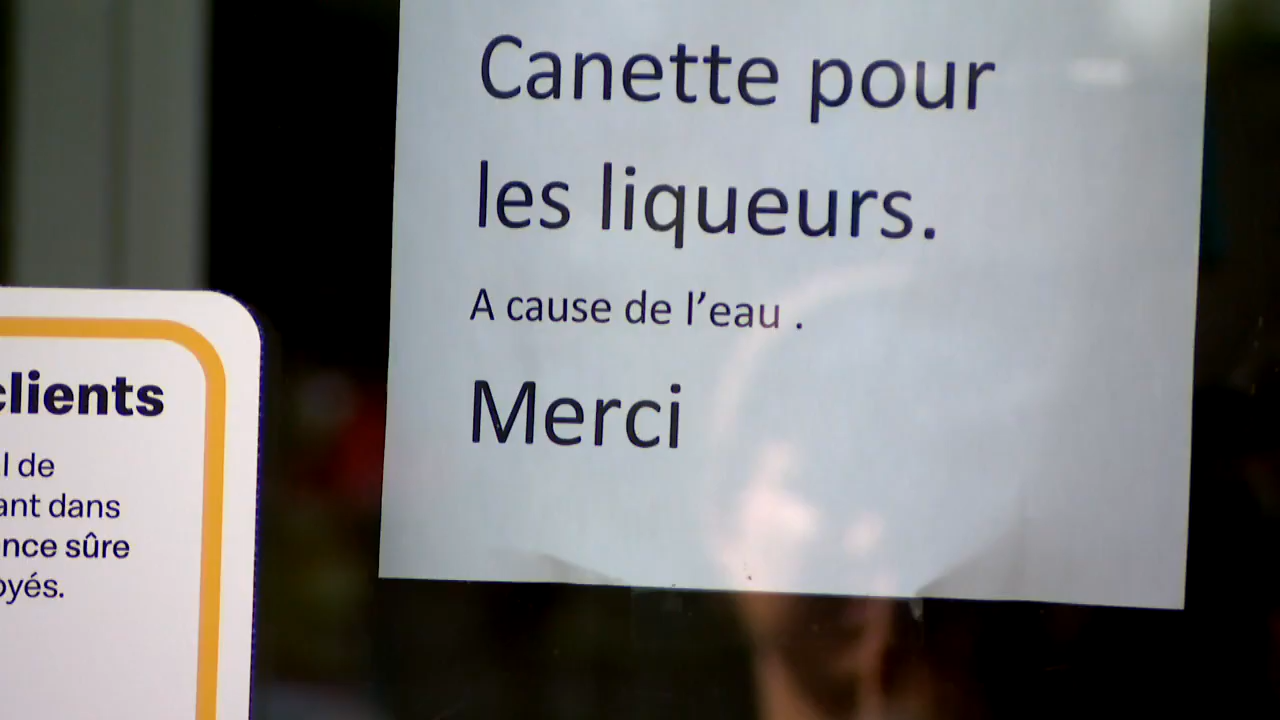 Canette pour
les liqueurs.
A cause de l'eau .
Merci
clients
l de
ant dans
nce sûre
oyés.